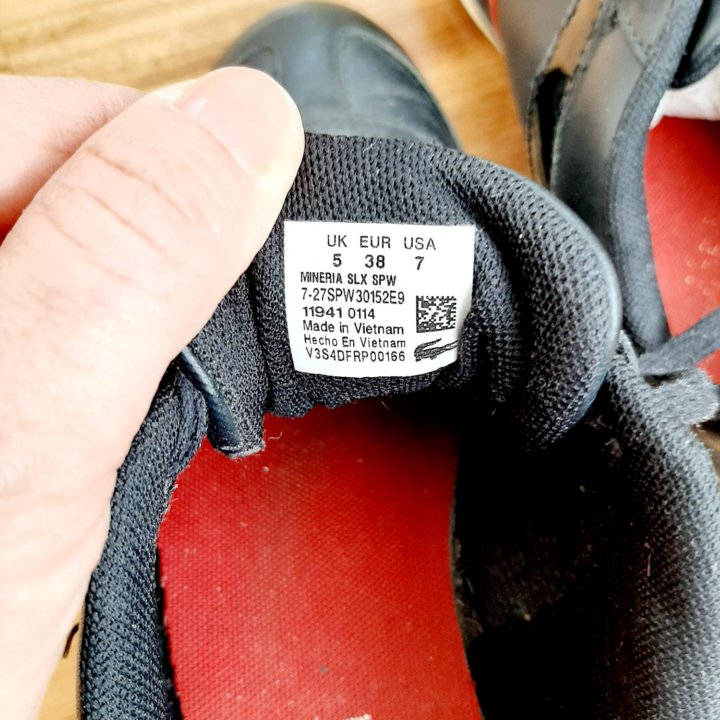 UK EUR USA
5 38 7
MINERIA SLX SPW
7-27SPW30152E9
11941 0114
Made in Vietnam
Hecho En Vietnam
V3S4DFRP00166